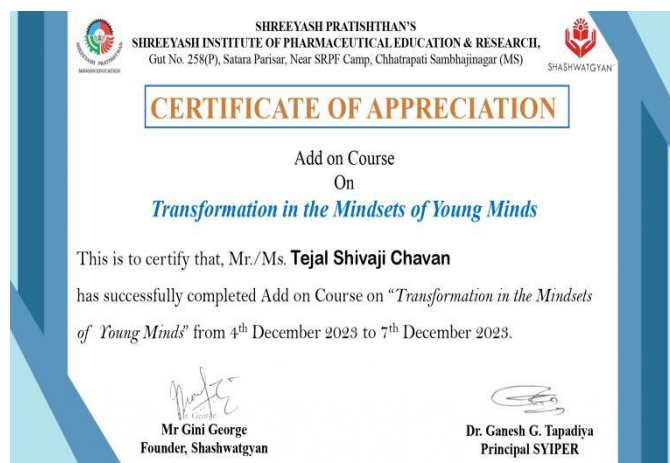 SHREEYASH PRATISHTHAN'S
SHREEYASH INSTITUTE OF PHARMACEUTICAL EDUCATION & RESEARCH,
Gut No. 258(P), Satara Parisar, Near SRPF Camp, Chhatrapati Sambhajinagar (MS)
MISSION EDUCATION
SHASHWATGYAN
CERTIFICATE OF APPRECIATION
Add on Course
On
Transformation in the Mindsets of Young Minds
This is to certify that, Mr./Ms. Tejal Shivaji Chavan
has successfully completed Add on Course on "Transformation in the Mindsets
of Young Minds" from 4th December 2023 to 7th December 2023.
Mr Gini George
Founder, Shashwatgyan
Dr. Ganesh G. Tapadiya
Principal SYIPER